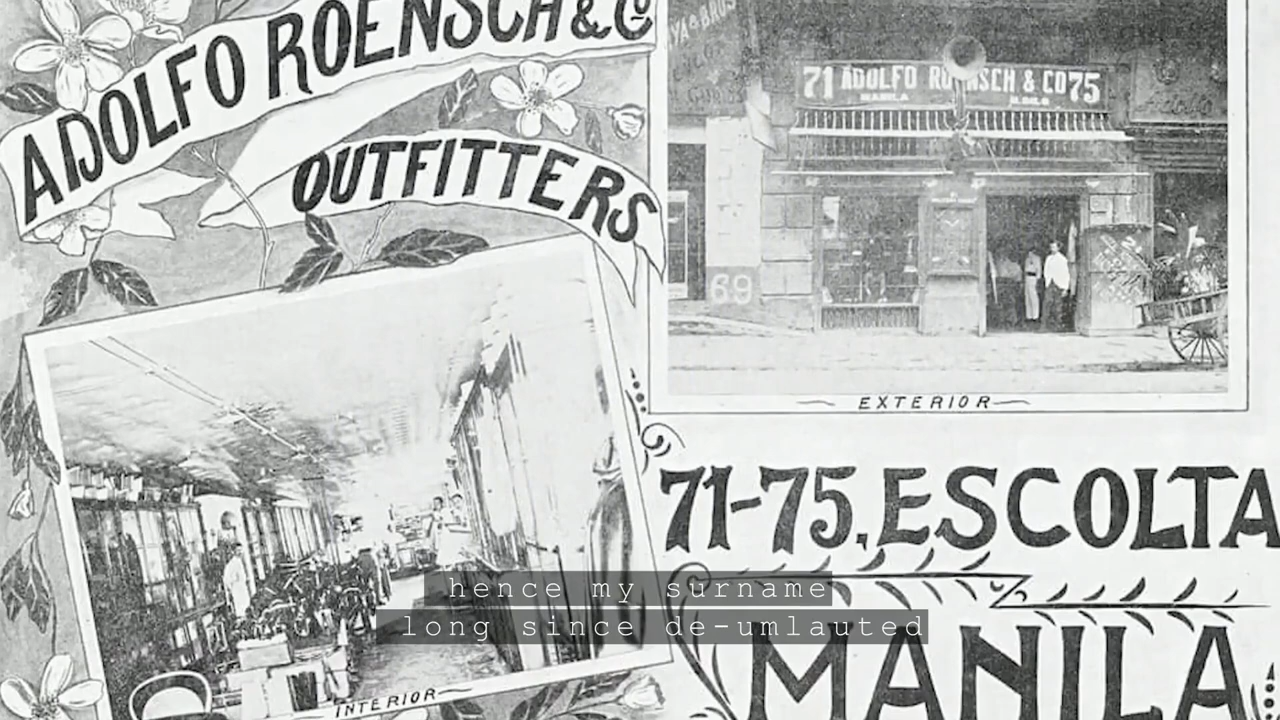 ADOLFO ROENSCH & Co
OUTFITTERS
71 ADOLFO ROENSCH & CO 75
MANILA
69
EXTERIOR
71-75, ESCOLTA
MANILA
INTERIOR
hence my surname
long since de-umlauted